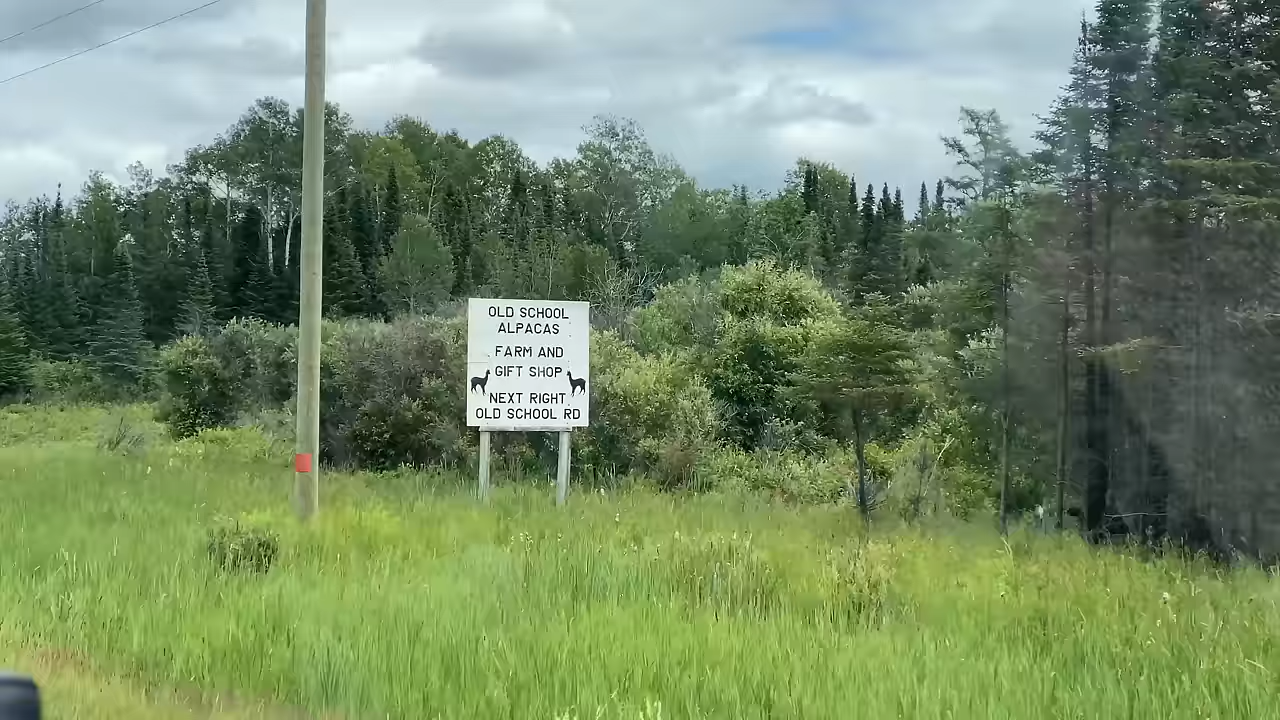 OLD SCHOOL
ALPACAS
FARM AND
GIFT SHOP
NEXT RIGHT
OLD SCHOOL RD